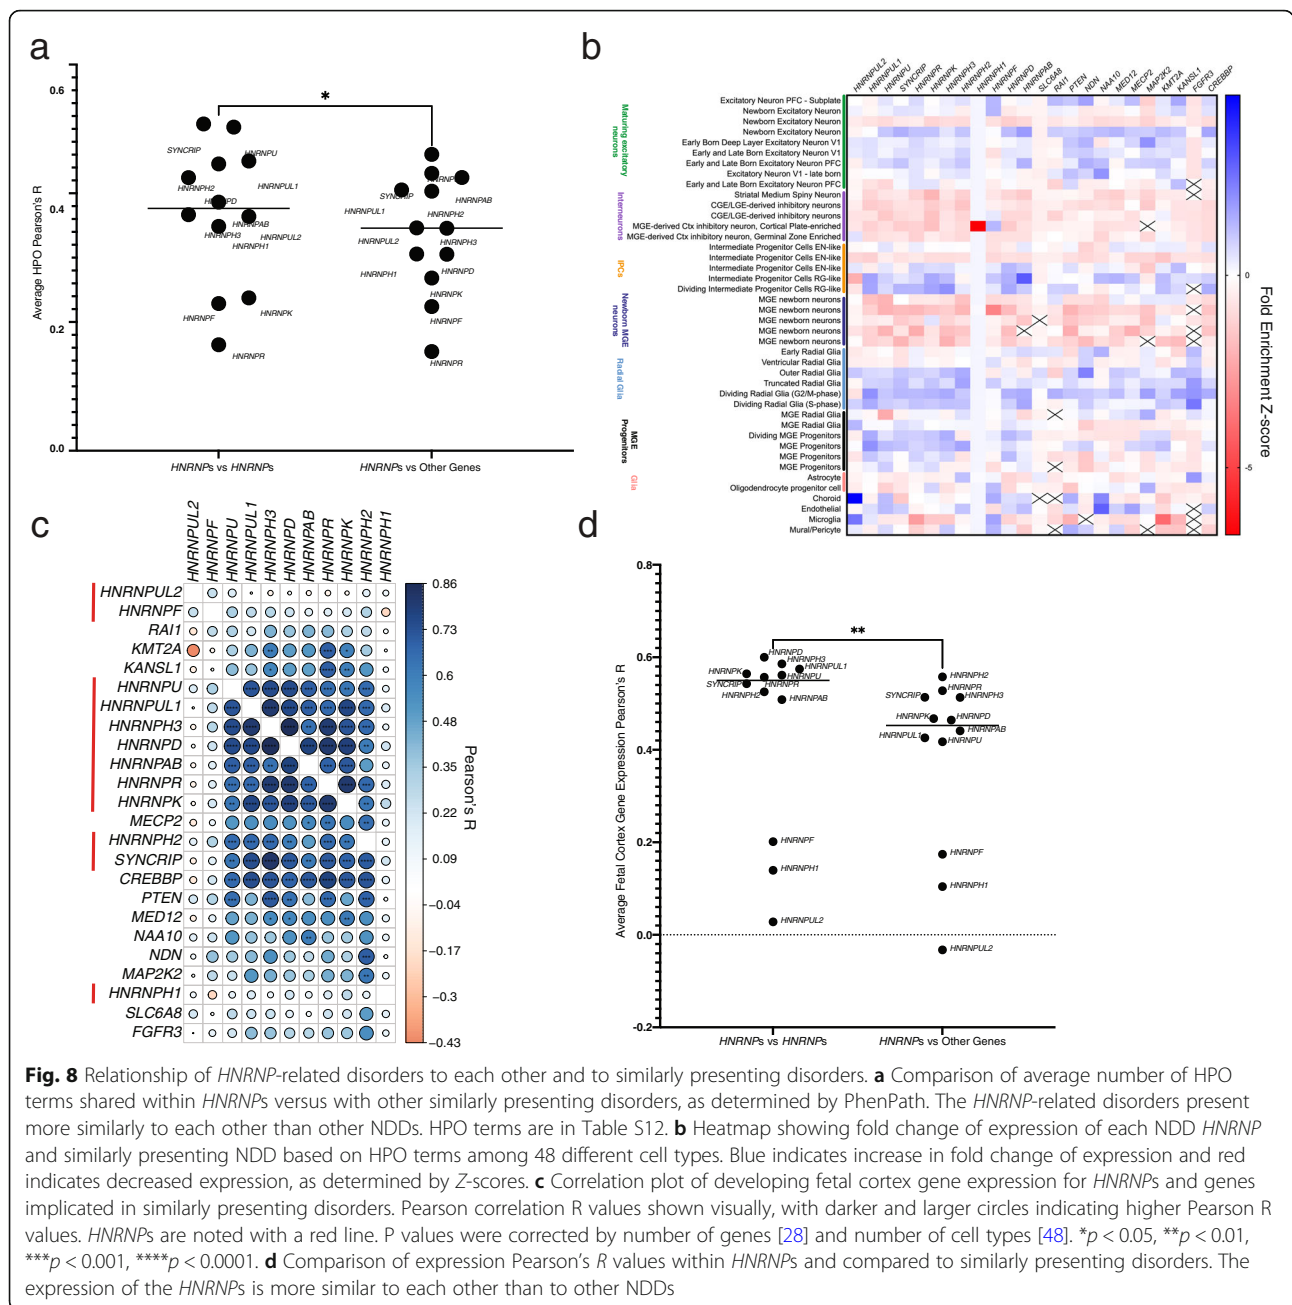 a
0.6
0.4
0.2
0.0
Average HPO Pearson's R
*
SYNCRIP
HNRNPU
HNRNPH2
HNRNPUL1
HNRNPAB
HNRNPH3
HNRNPUL2
HNRNPH1
HNRNPF
HNRNPK
HNRNPR
SYNCRIP
HNRNPAB
HNRNPUL1
HNRNPH2
HNRNPUL2
HNRNPH3
HNRNPH1
HNRNPD
HNRNPK
HNRNPF
HNRNPR
HNRNPs vs HNRNPs
HNRNPs vs Other Genes
b
HNRNPUL2
HNRNPUL1
HNRNPU
SYNCRIP
HNRNPR
HNRNPK
HNRNPH3
HNRNPH2
HNRNPH1
HNRNPF
HNRNPD
HNRNPAB
SLC6A8
RAI1
PTEN
NDN
NAA10
MED12
MECP2
MAP2K2
KMT2A
KANSL1
FGFR3
CREBBP
Maturing excitatory
neurons
Interneurons
IPCs
Newborn MGE
neurons
Radial Glia
MGE
Progenitors
Glia
Excitatory Neuron PFC - Subplate
Newborn Excitatory Neuron
Newborn Excitatory Neuron
Newborn Excitatory Neuron
Early Born Deep Layer Excitatory Neuron V1
Early and Late Born Excitatory Neuron V1
Early and Late Born Excitatory Neuron PFC
Excitatory Neuron V1 - late born
Early and Late Born Excitatory Neuron PFC
Striatal Medium Spiny Neuron
CGE/LGE-derived inhibitory neurons
CGE/LGE-derived inhibitory neurons
MGE-derived Ctx inhibitory neuron, Cortical Plate-enriched
MGE-derived Ctx inhibitory neuron, Germinal Zone Enriched
Intermediate Progenitor Cells EN-like
Intermediate Progenitor Cells EN-like
Intermediate Progenitor Cells EN-like
Intermediate Progenitor Cells RG-like
Dividing Intermediate Progenitor Cells RG-like
MGE newborn neurons
MGE newborn neurons
MGE newborn neurons
MGE newborn neurons
MGE newborn neurons
Early Radial Glia
Ventricular Radial Glia
Outer Radial Glia
Truncated Radial Glia
Dividing Radial Glia (G2/M-phase)
Dividing Radial Glia (S-phase)
MGE Radial Glia
MGE Radial Glia
Dividing MGE Progenitors
MGE Progenitors
MGE Progenitors
MGE Progenitors
Astrocyte
Oligodendrocyte progenitor cell
Choroid
Endothelial
Microglia
Mural/Pericyte
0
-5
Fold Enrichment Z-score
c
HNRNPUL2
HNRNPF
HNRNPU
HNRNPUL1
HNRNPH3
HNRNPD
HNRNPAB
HNRNPR
HNRNPK
HNRNPH2
HNRNPH1
HNRNPUL2
HNRNPF
RAI1
KMT2A
KANSL1
HNRNPU
HNRNPUL1
HNRNPH3
HNRNPD
HNRNPAB
HNRNPR
HNRNPK
MECP2
HNRNPH2
SYNCRIP
CREBBP
PTEN
MED12
NAA10
NDN
MAP2K2
HNRNPH1
SLC6A8
FGFR3
0.86
0.73
0.6
0.48
0.35
0.22
0.09
-0.04
-0.17
-0.3
-0.43
Pearson's R
d
0.8
0.6
0.4
0.2
0.0
-0.2
Average Fetal Cortex Gene Expression Pearson's R
**
HNRNPD
HNRNPH3
HNRNPK
HNRNPUL1
HNRNPU
SYNCRIP
HNRNPR
HNRNPH2
HNRNPAB
HNRNPF
HNRNPH1
HNRNPUL2
HNRNPH2
HNRNPR
SYNCRIP
HNRNPH3
HNRNPK
HNRNPD
HNRNPAB
HNRNPUL1
HNRNPU
HNRNPF
HNRNPH1
HNRNPUL2
HNRNPs vs HNRNPs
HNRNPs vs Other Genes
Fig. 8 Relationship of HNRNP-related disorders to each other and to similarly presenting disorders. a Comparison of average number of HPO
terms shared within HNRNPs versus with other similarly presenting disorders, as determined by PhenPath. The HNRNP-related disorders present
more similarly to each other than other NDDs. HPO terms are in Table S12. b Heatmap showing fold change of expression of each NDD HNRNP
and similarly presenting NDD based on HPO terms among 48 different cell types. Blue indicates increase in fold change of expression and red
indicates decreased expression, as determined by Z-scores. c Correlation plot of developing fetal cortex gene expression for HNRNPs and genes
implicated in similarly presenting disorders. Pearson correlation R values shown visually, with darker and larger circles indicating higher Pearson R
values. HNRNPs are noted with a red line. P values were corrected by number of genes [28] and number of cell types [48]. *p < 0.05, **p < 0.01,
***p < 0.001, ****p < 0.0001. d Comparison of expression Pearson's R values within HNRNPs and compared to similarly presenting disorders. The
expression of the HNRNPs is more similar to each other than to other NDDs